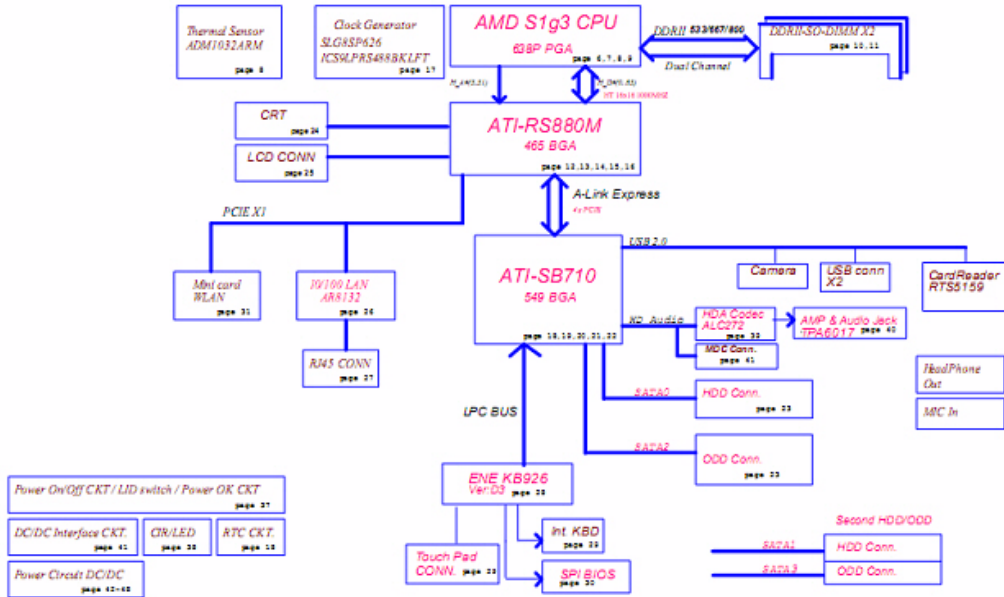 Thermal Sensor
ADM1032ARM
page 8
Clock Generator
SLG8SP626
ICS9LPRS488BKLFT
page 17
AMD S1g3 CPU
638P PGA
page 6,7,8,9
DDRII 533/667/800
Dual Channel
DDRII-SO-DIMM X2
page 10,11
HT 16x16 1000MHZ
CRT
page 24
LCD CONN
page 25
ATI-RS880M
465 BGA
page 12,13,14,15,16
A-Link Express
4x PCIE
PCIE X1
Mini card
WLAN
page 31
10/100 LAN
AR8132
page 26
RJ45 CONN
page 27
ATI-SB710
549 BGA
page 18,19,20,21,22
USB 2.0
Camera
USB conn
X2
CardReader
RTS5159
HD Audio
HDA Codec
ALC272
AMP & Audio Jack
TPA6017
page 40
MDC Conn.
page 41
HeadPhone
Out
MIC In
SATA0
HDD Conn.
page 23
SATA2
ODD Conn.
page 23
LPC BUS
ENE KB926
Ver:D3
page 28
Touch Pad
CONN.
Int. KBD
page 29
SPI BIOS
page 30
Power On/Off CKT / LID switch / Power OK CKT
page 37
DC/DC Interface CKT.
page 41
CIR/LED
RTC CKT.
page 18
Power Circuit DC/DC
Second HDD/ODD
SATA1
HDD Conn.
SATA3
ODD Conn.